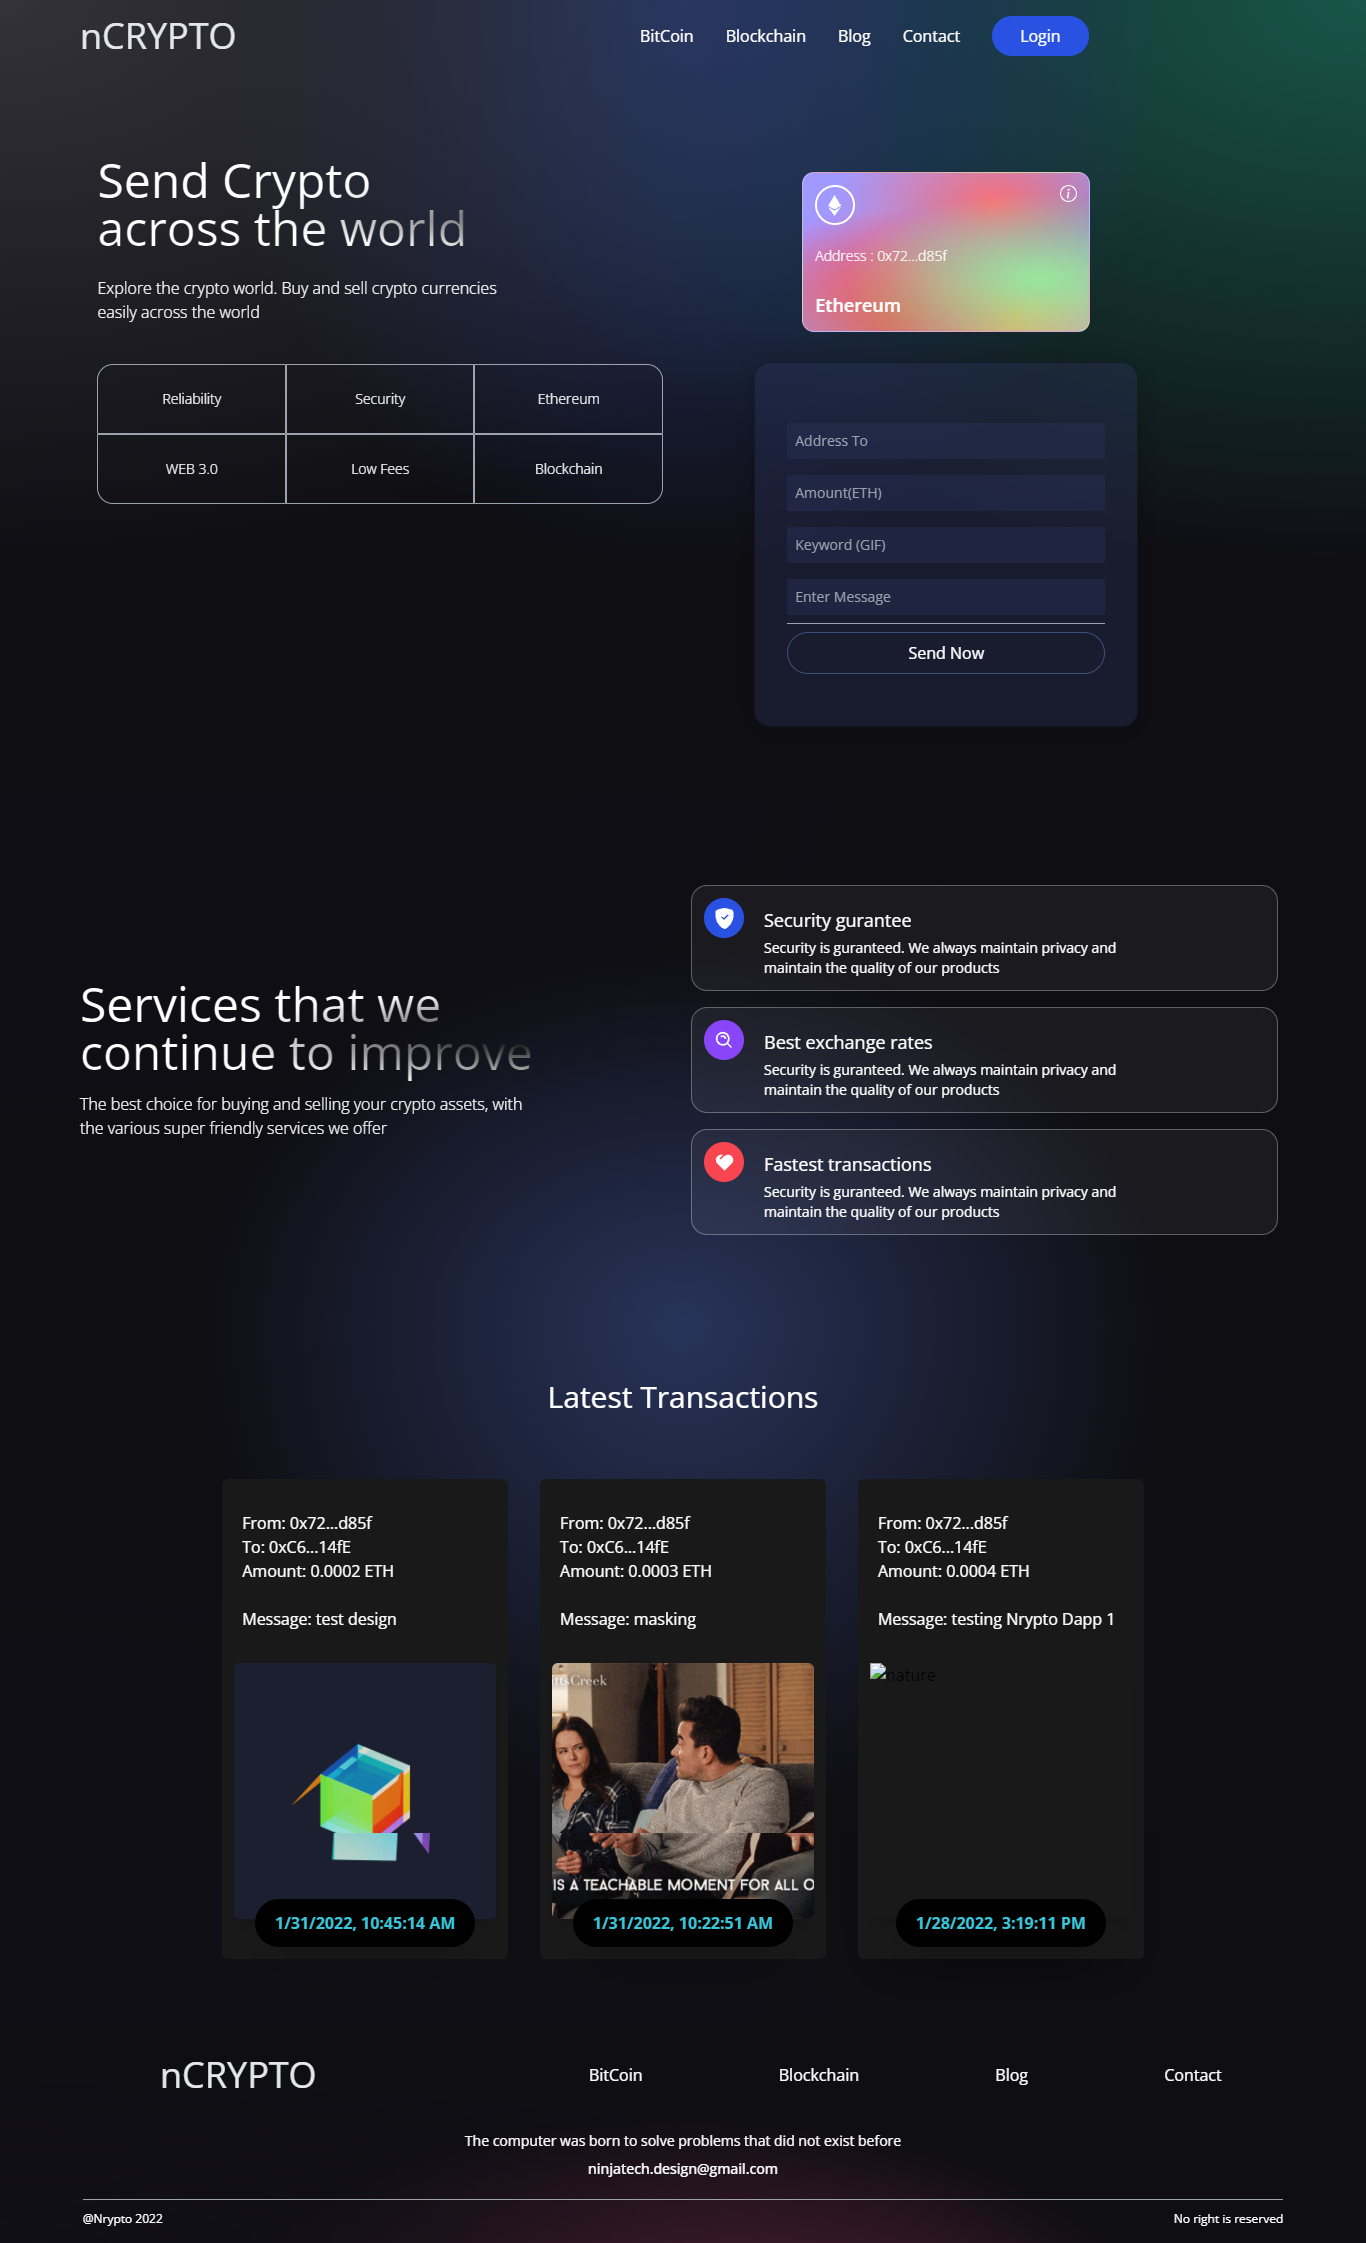 nCRYPTO
BitCoin
Blockchain
Blog
Contact
Login
Send Crypto
across the world
Explore the crypto world. Buy and sell crypto currencies
easily across the world
Reliability
Security
Ethereum
WEB 3.0
Low Fees
Blockchain
Address : 0x72...d85f
Ethereum
Address To
Amount(ETH)
Keyword (GIF)
Enter Message
Send Now
Services that we
continue to improve
The best choice for buying and selling your crypto assets, with
the various super friendly services we offer
Security gurantee
Security is guranteed. We always maintain privacy and
maintain the quality of our products
Best exchange rates
Security is guranteed. We always maintain privacy and
maintain the quality of our products
Fastest transactions
Security is guranteed. We always maintain privacy and
maintain the quality of our products
Latest Transactions
From: 0x72...d85f
To: 0xC6...14fE
Amount: 0.0002 ETH
Message: test design
1/31/2022, 10:45:14 AM
From: 0x72...d85f
To: 0xC6...14fE
Amount: 0.0003 ETH
Message: masking
Creek
IS A TEACHABLE MOMENT FOR ALL O
1/31/2022, 10:22:51 AM
From: 0x72...d85f
To: 0xC6...14fE
Amount: 0.0004 ETH
Message: testing Nrypto Dapp 1
nature
1/28/2022, 3:19:11 PM
nCRYPTO
BitCoin
Blockchain
Blog
Contact
The computer was born to solve problems that did not exist before
ninjatech.design@gmail.com
@Nrypto 2022
No right is reserved